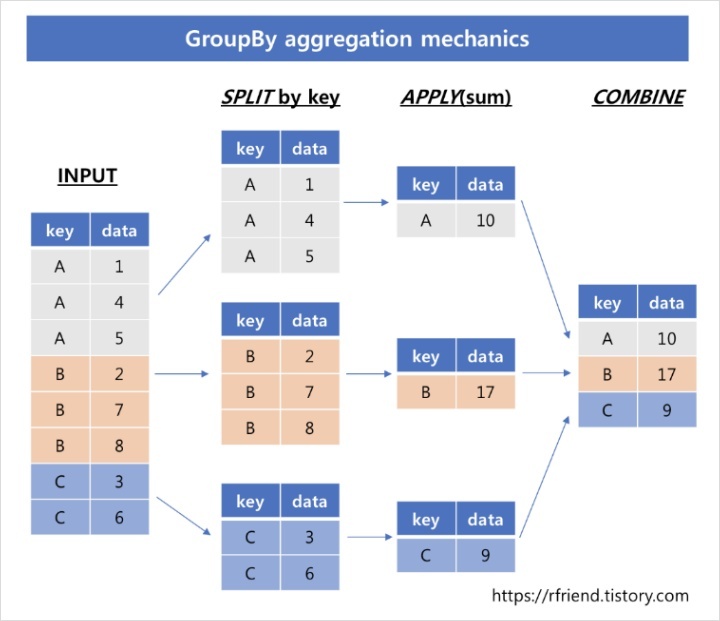 GroupBy aggregation mechanics
INPUT
key data
A 1
A 4
A 5
B 2
B 7
B 8
C 3
C 6
SPLIT by key
key data
A 1
A 4
A 5
key data
B 2
B 7
B 8
key data
C 3
C 6
APPLY(sum)
key data
A 10
key data
B 17
key data
C 9
COMBINE
key data
A 10
B 17
C 9
https://rfriend.tistory.com